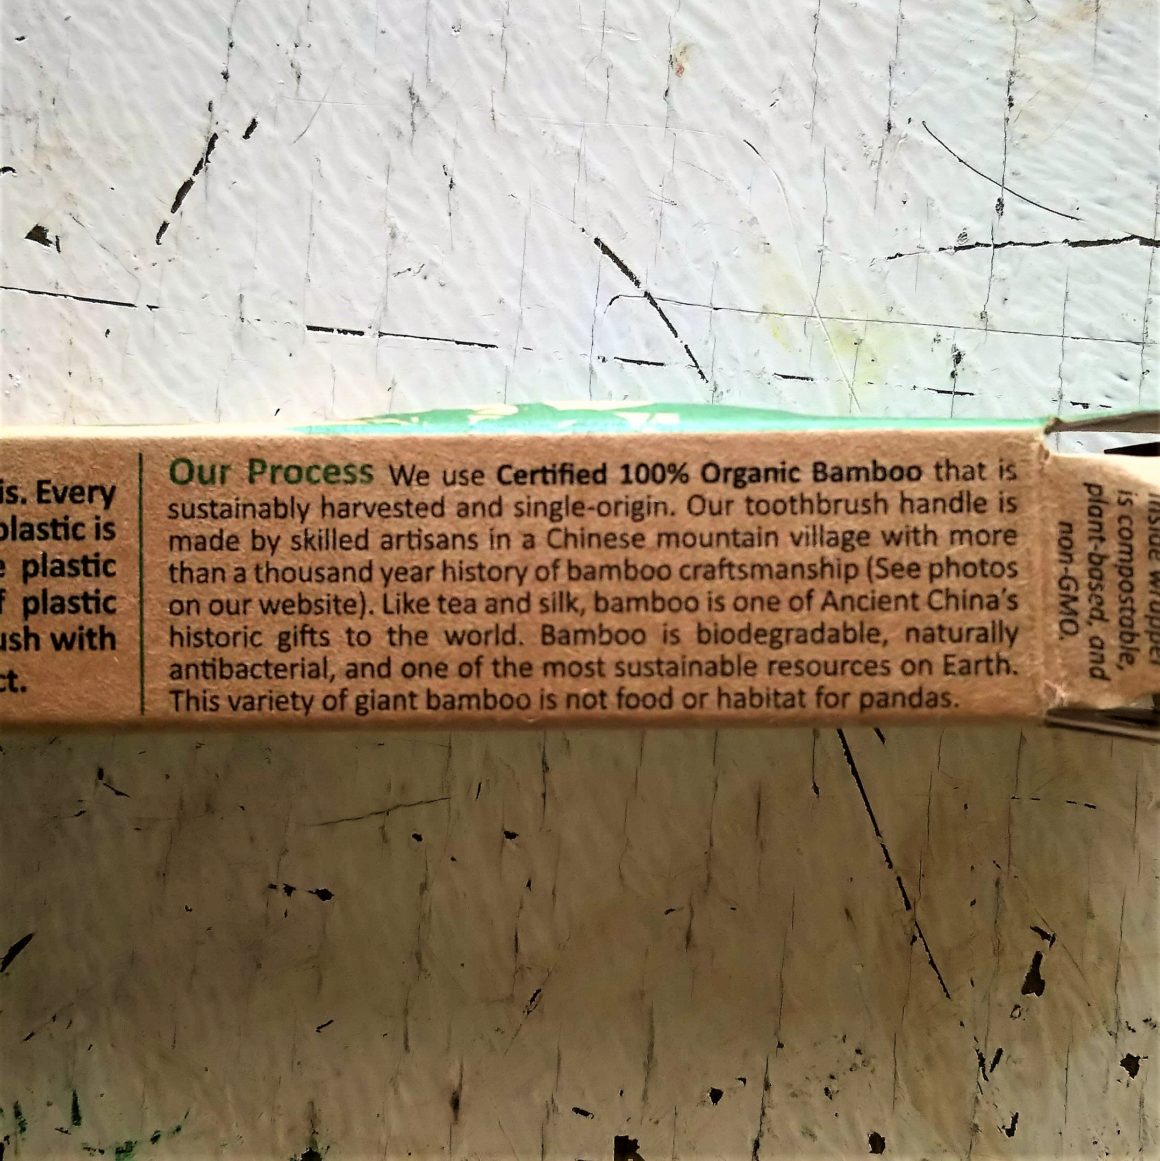 is. Every
plastic is
plastic
plastic
with
Our Process We use Certified 100% Organic Bamboo that is
sustainably harvested and single-origin. Our toothbrush handle is
made by skilled artisans in a Chinese mountain village with more
than a thousand year history of bamboo craftsmanship (See photos
on our website). Like tea and silk, bamboo is one of Ancient China's
historic gifts to the world. Bamboo is biodegradable, naturally
antibacterial, and one of the most sustainable resources on Earth.
This variety of giant bamboo is not food or habitat for pandas.
Inside wrapper
is compostable,
plant-based, and
non-GMO.